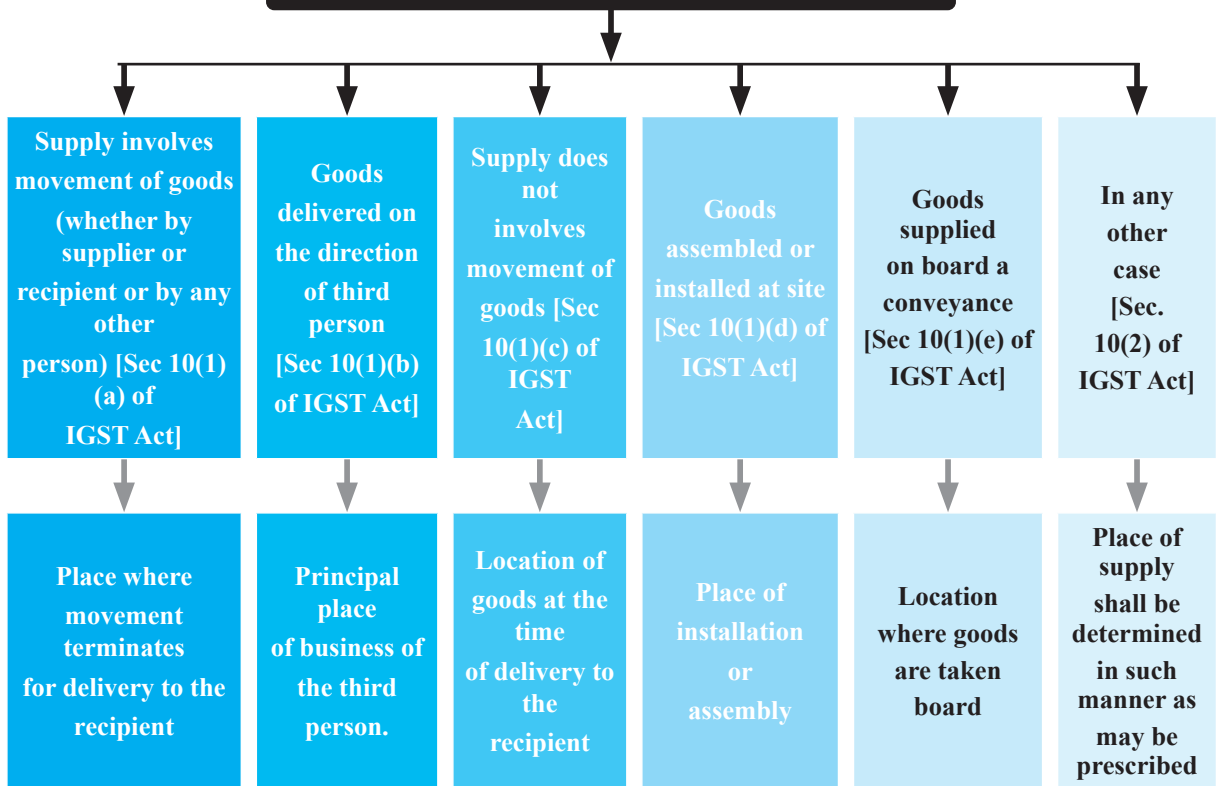 Supply involves
movement of goods
(whether by
supplier or
recipient or by any
other
person) [Sec 10(1)
(a) of
IGST Act]
Goods
delivered on
the direction
of third
person
[Sec 10(1)(b)
of IGST Act]
Supply does
not
involves
movement of
goods [Sec
10(1)(c) of
IGST
Act]
Goods
assembled or
installed at site
[Sec 10(1)(d) of
IGST Act]
Goods
supplied
on board a
conveyance
[Sec 10(1)(e) of
IGST Act]
In any
other
case
[Sec.
10(2) of
IGST Act]
Place where
movement
terminates
for delivery to the
recipient
Principal
place
of business of
the third
person.
Location of
goods at the
time
of delivery to
the
recipient
Place of
installation
or
assembly
Location
where goods
are taken
board
Place of
supply
shall be
determined
in such
manner as
may be
prescribed